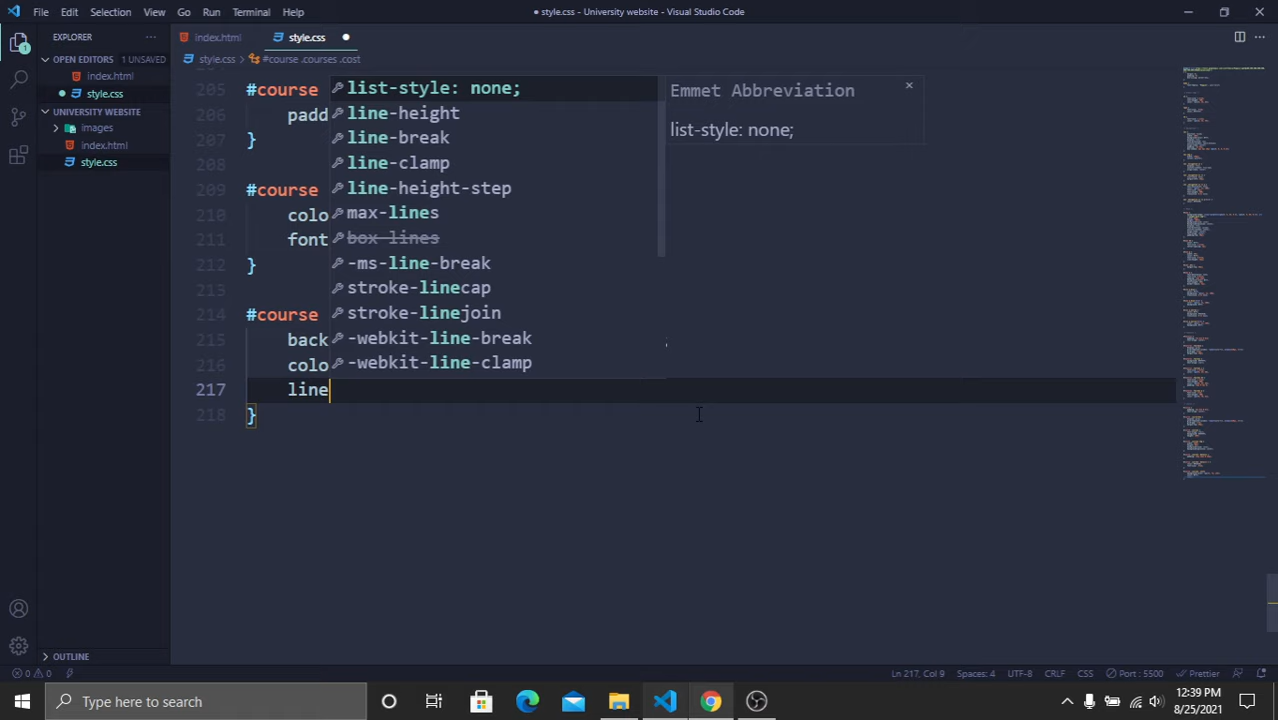 File Edit Selection View Go Run Terminal Help
● style.css - University website - Visual Studio Code
EXPLORER
index.html
style.css
OPEN EDITORS 1 UNSAVED
style.css > #course .courses .cost
index.html
style.css
UNIVERSITY WEBSITE
images
index.html
style.css
205 #course
206 padd
207 }
208
209 #course
210 colo
211 font
212 }
213
214 #course
215 back
216 colo
217 line
218 }
list-style: none;
line-height
line-break
line-clamp
line-height-step
max-lines
box-lines
-ms-line-break
stroke-linecap
stroke-linejoin
-webkit-line-break
-webkit-line-clamp
Emmet Abbreviation
list-style: none;
;
OUTLINE
0 0
Ln 217, Col 9 Spaces: 4 UTF-8 CRLF CSS Port : 5500 Prettier
1
Type here to search
12:39 PM
8/25/2021